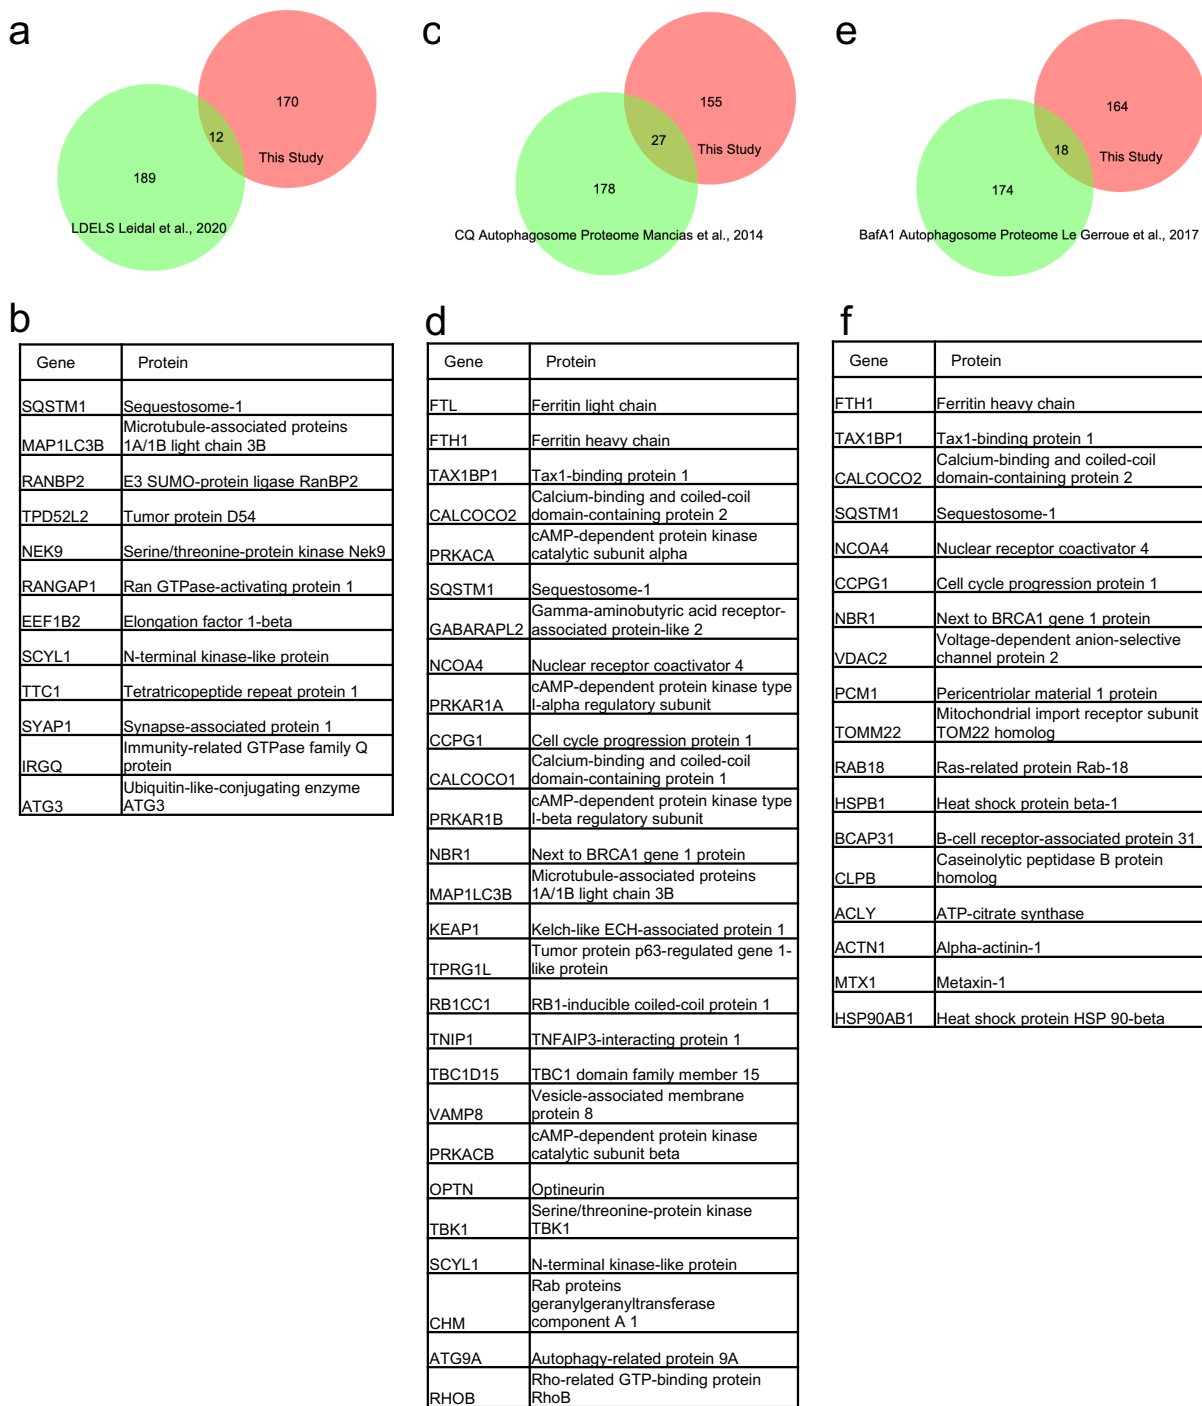 a
170
12
This Study
189
LDELS Leidal et al., 2020
b
Gene Protein
SQSTM1 Sequestosome-1
MAP1LC3B Microtubule-associated proteins
1A/1B light chain 3B
RANBP2 E3 SUMO-protein ligase RanBP2
TPD52L2 Tumor protein D54
NEK9 Serine/threonine-protein kinase Nek9
RANGAP1 Ran GTPase-activating protein 1
EEF1B2 Elongation factor 1-beta
SCYL1 N-terminal kinase-like protein
TTC1 Tetratricopeptide repeat protein 1
SYAP1 Synapse-associated protein 1
IRGQ Immunity-related GTPase family Q
protein
ATG3 Ubiquitin-like-conjugating enzyme
ATG3
c
155
27
This Study
178
CQ Autophagosome Proteome Mancias et al., 2014
d
Gene Protein
FTL Ferritin light chain
FTH1 Ferritin heavy chain
TAX1BP1 Tax1-binding protein 1
CALCOCO2 Calcium-binding and coiled-coil
domain-containing protein 2
PRKACA cAMP-dependent protein kinase
catalytic subunit alpha
SQSTM1 Sequestosome-1
GABARAPL2 Gamma-aminobutyric acid receptor-
associated protein-like 2
NCOA4 Nuclear receptor coactivator 4
PRKAR1A cAMP-dependent protein kinase type
I-alpha regulatory subunit
CCPG1 Cell cycle progression protein 1
CALCOCO1 Calcium-binding and coiled-coil
domain-containing protein 1
PRKAR1B cAMP-dependent protein kinase type
I-beta regulatory subunit
NBR1 Next to BRCA1 gene 1 protein
MAP1LC3B Microtubule-associated proteins
1A/1B light chain 3B
KEAP1 Kelch-like ECH-associated protein 1
TPRG1L Tumor protein p63-regulated gene 1-
like protein
RB1CC1 RB1-inducible coiled-coil protein 1
TNIP1 TNFAIP3-interacting protein 1
TBC1D15 TBC1 domain family member 15
VAMP8 Vesicle-associated membrane
protein 8
PRKACB cAMP-dependent protein kinase
catalytic subunit beta
OPTN Optineurin
TBK1 Serine/threonine-protein kinase
TBK1
SCYL1 N-terminal kinase-like protein
CHM Rab proteins
geranylgeranyltransferase
component A 1
ATG9A Autophagy-related protein 9A
RHOB Rho-related GTP-binding protein
RhoB
e
164
18
This Study
174
BafA1 Autophagosome Proteome Le Gerroue et al., 2017
f
Gene Protein
FTH1 Ferritin heavy chain
TAX1BP1 Tax1-binding protein 1
CALCOCO2 Calcium-binding and coiled-coil
domain-containing protein 2
SQSTM1 Sequestosome-1
NCOA4 Nuclear receptor coactivator 4
CCPG1 Cell cycle progression protein 1
NBR1 Next to BRCA1 gene 1 protein
VDAC2 Voltage-dependent anion-selective
channel protein 2
PCM1 Pericentriolar material 1 protein
TOMM22 Mitochondrial import receptor subunit
TOM22 homolog
RAB18 Ras-related protein Rab-18
HSPB1 Heat shock protein beta-1
BCAP31 B-cell receptor-associated protein 31
CLPB Caseinolytic peptidase B protein
homolog
ACLY ATP-citrate synthase
ACTN1 Alpha-actinin-1
MTX1 Metaxin-1
HSP90AB1 Heat shock protein HSP 90-beta